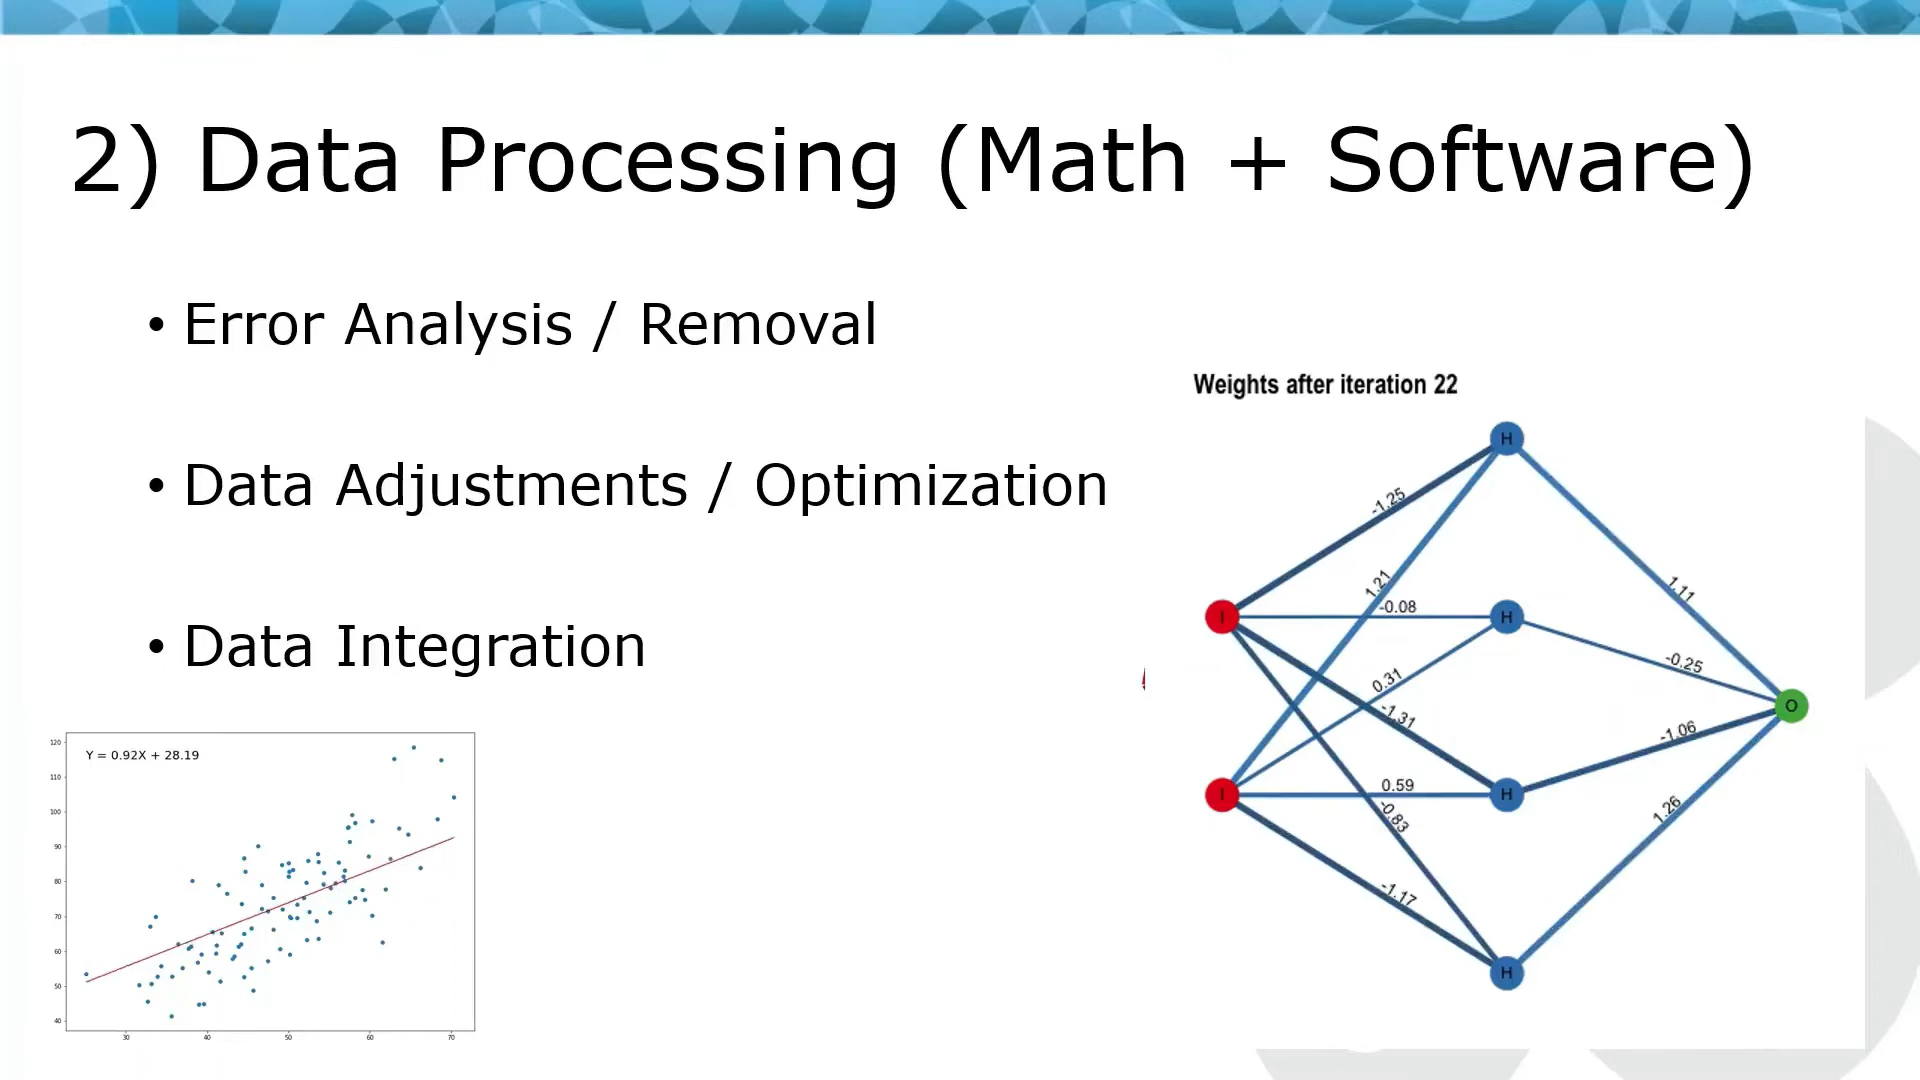 2) Data Processing (Math + Software)
• Error Analysis / Removal
• Data Adjustments / Optimization
• Data Integration
Weights after iteration 22
H
-1.25
1.21
1.11
-0.08
I
H
-0.25
0.31
-1.31
O
-1.06
0.59
I
H
-0.83
1.26
-1.17
H
Y = 0.92X + 28.19
120
110
100
90
80
70
60
50
40
30 40 50 60 70